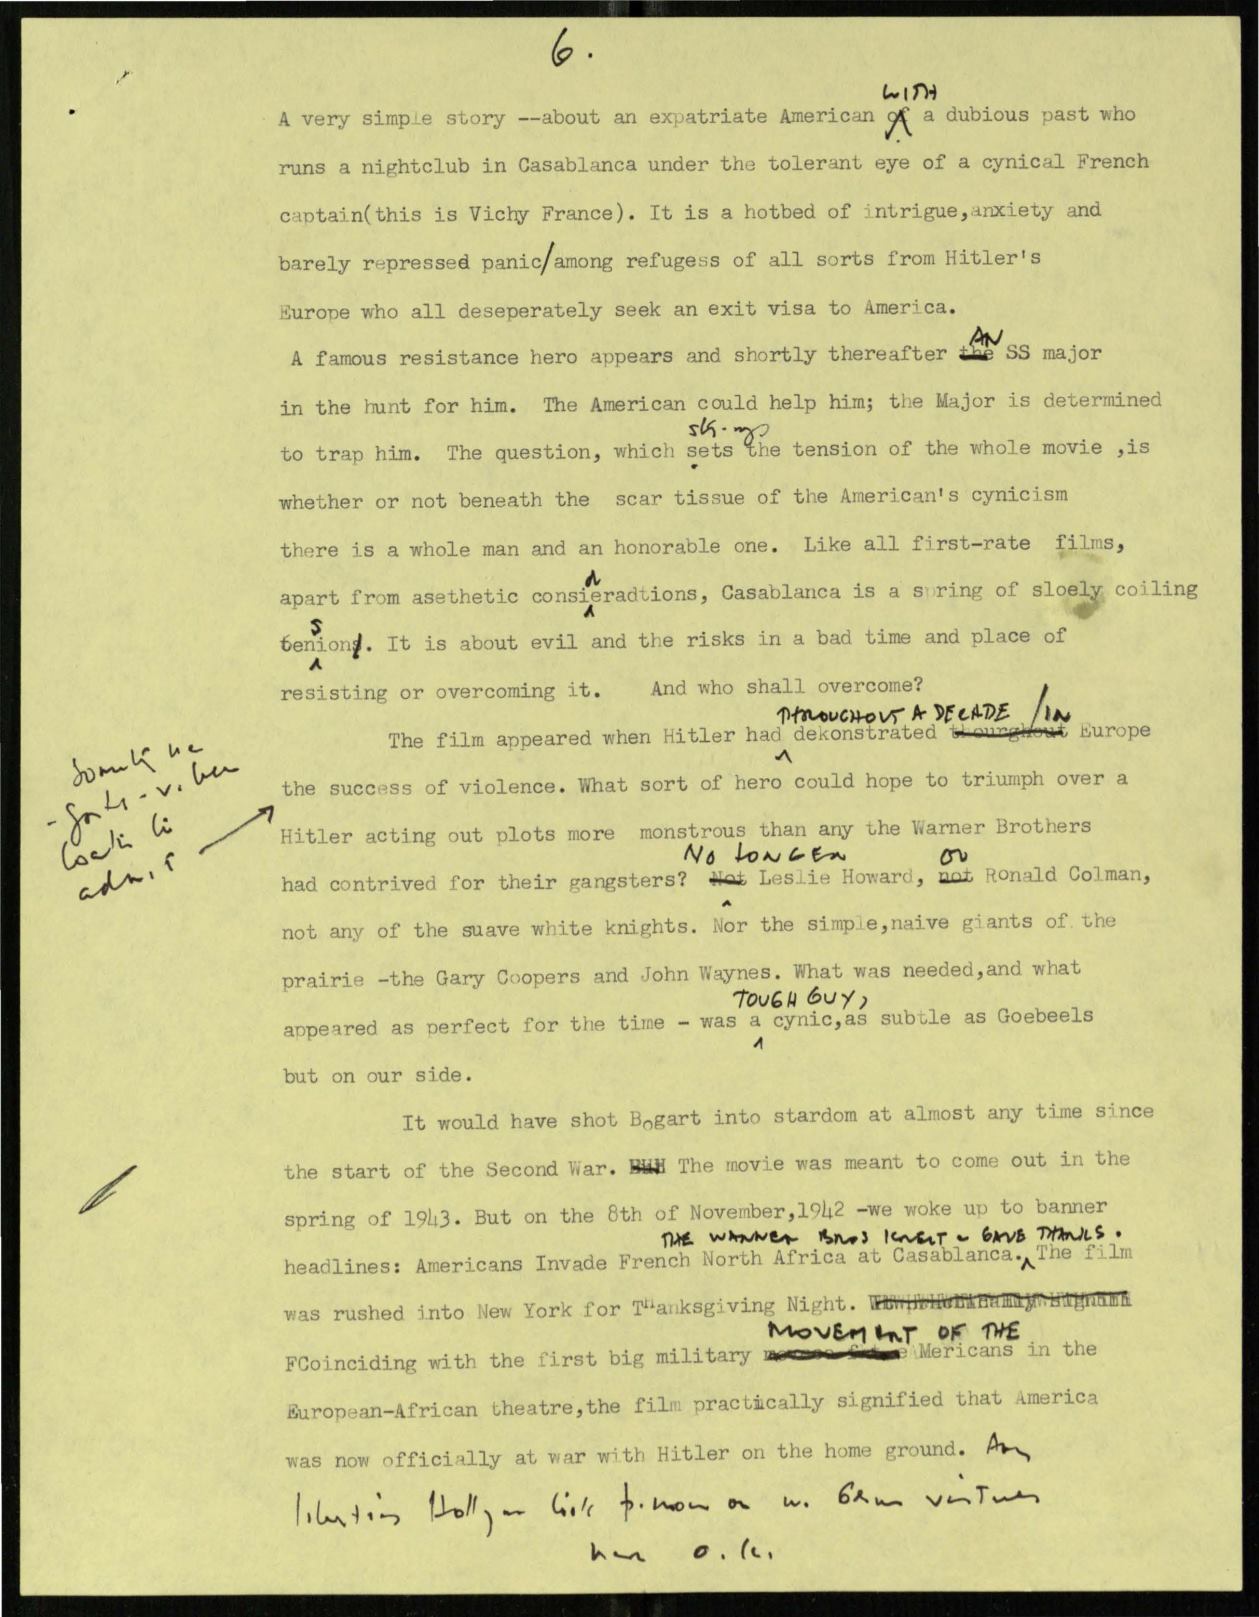 6.
WITH
A very simple story --about an expatriate American of a dubious past who
runs a nightclub in Casablanca under the tolerant eye of a cynical French
captain(this is Vichy France). It is a hotbed of intrigue,anxiety and
barely repressed panic/among refugess of all sorts from Hitler's
Europe who all deseperately seek an exit visa to America.
AN
A famous resistance hero appears and shortly thereafter the SS major
in the hunt for him. The American could help him; the Major is determined
to trap him. The question, which sets the tension of the whole movie ,is
whether or not beneath the scar tissue of the American's cynicism
there is a whole man and an honorable one. Like all first-rate films,
d
apart from asethetic consieradtions, Casablanca is a spring of sloely coiling
s
tenions. It is about evil and the risks in a bad time and place of
resisting or overcoming it. And who shall overcome?
THROUGHOUT A DECADE /IN
The film appeared when Hitler had dekonstrated thourghout Europe
the success of violence. What sort of hero could hope to triumph over a
Hitler acting out plots more monstrous than any the Warner Brothers
NO LONGER OR
had contrived for their gangsters? Not Leslie Howard, not Ronald Colman,
not any of the suave white knights. Nor the simple,naive giants of the
prairie -the Gary Coopers and John Waynes. What was needed,and what
TOUGH GUY,
appeared as perfect for the time - was a cynic,as subtle as Goebeels
but on our side.
It would have shot Bogart into stardom at almost any time since
the start of the Second War. The movie was meant to come out in the
spring of 1943. But on the 8th of November,1942 -we woke up to banner
THE WARNER BROS KNELT & GAVE THANKS.
headlines: Americans Invade French North Africa at Casablanca. The film
was rushed into New York for Thanksgiving Night.
MOVEMENT OF THE
FCoinciding with the first big military AMericans in the
European-African theatre,the film practically signified that America
was now officially at war with Hitler on the home ground.
virtues
o.k.